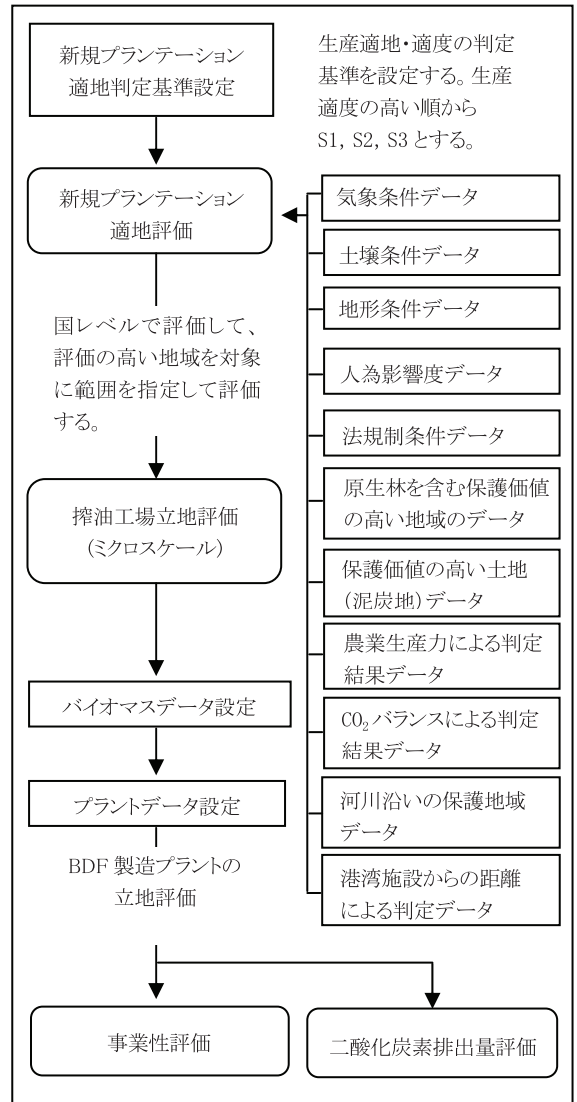 新規プランテーション
適地判定基準設定
生産適地・適度の判定
基準を設定する。生産
適度の高い順から
S1, S2, S3 とする。
新規プランテーション
適地評価
国レベルで評価して、
評価の高い地域を対象
に範囲を指定して評価
する。
搾油工場立地評価
(ミクロスケール)
バイオマスデータ設定
プラントデータ設定
BDF 製造プラントの
立地評価
気象条件データ
土壌条件データ
地形条件データ
人為影響度データ
法規制条件データ
原生林を含む保護価値
の高い地域のデータ
保護価値の高い土地
(泥炭地)データ
農業生産力による判定
結果データ
CO₂ バランスによる判定
結果データ
河川沿いの保護地域
データ
港湾施設からの距離
による判定データ
事業性評価
二酸化炭素排出量評価